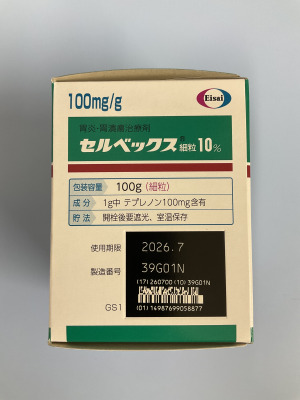 100mg/g
Eisai
胃炎・胃潰瘍治療剤
セルベックス® 細粒10%
包装容量 100g (細粒)
成分 1g中 テプレノン100mg含有
貯法 開栓後要遮光、室温保存
使用期限 2026.7
製造番号 39G01N
(17) 260700 (10) 39G01N
GS1
(01) 14987699058877